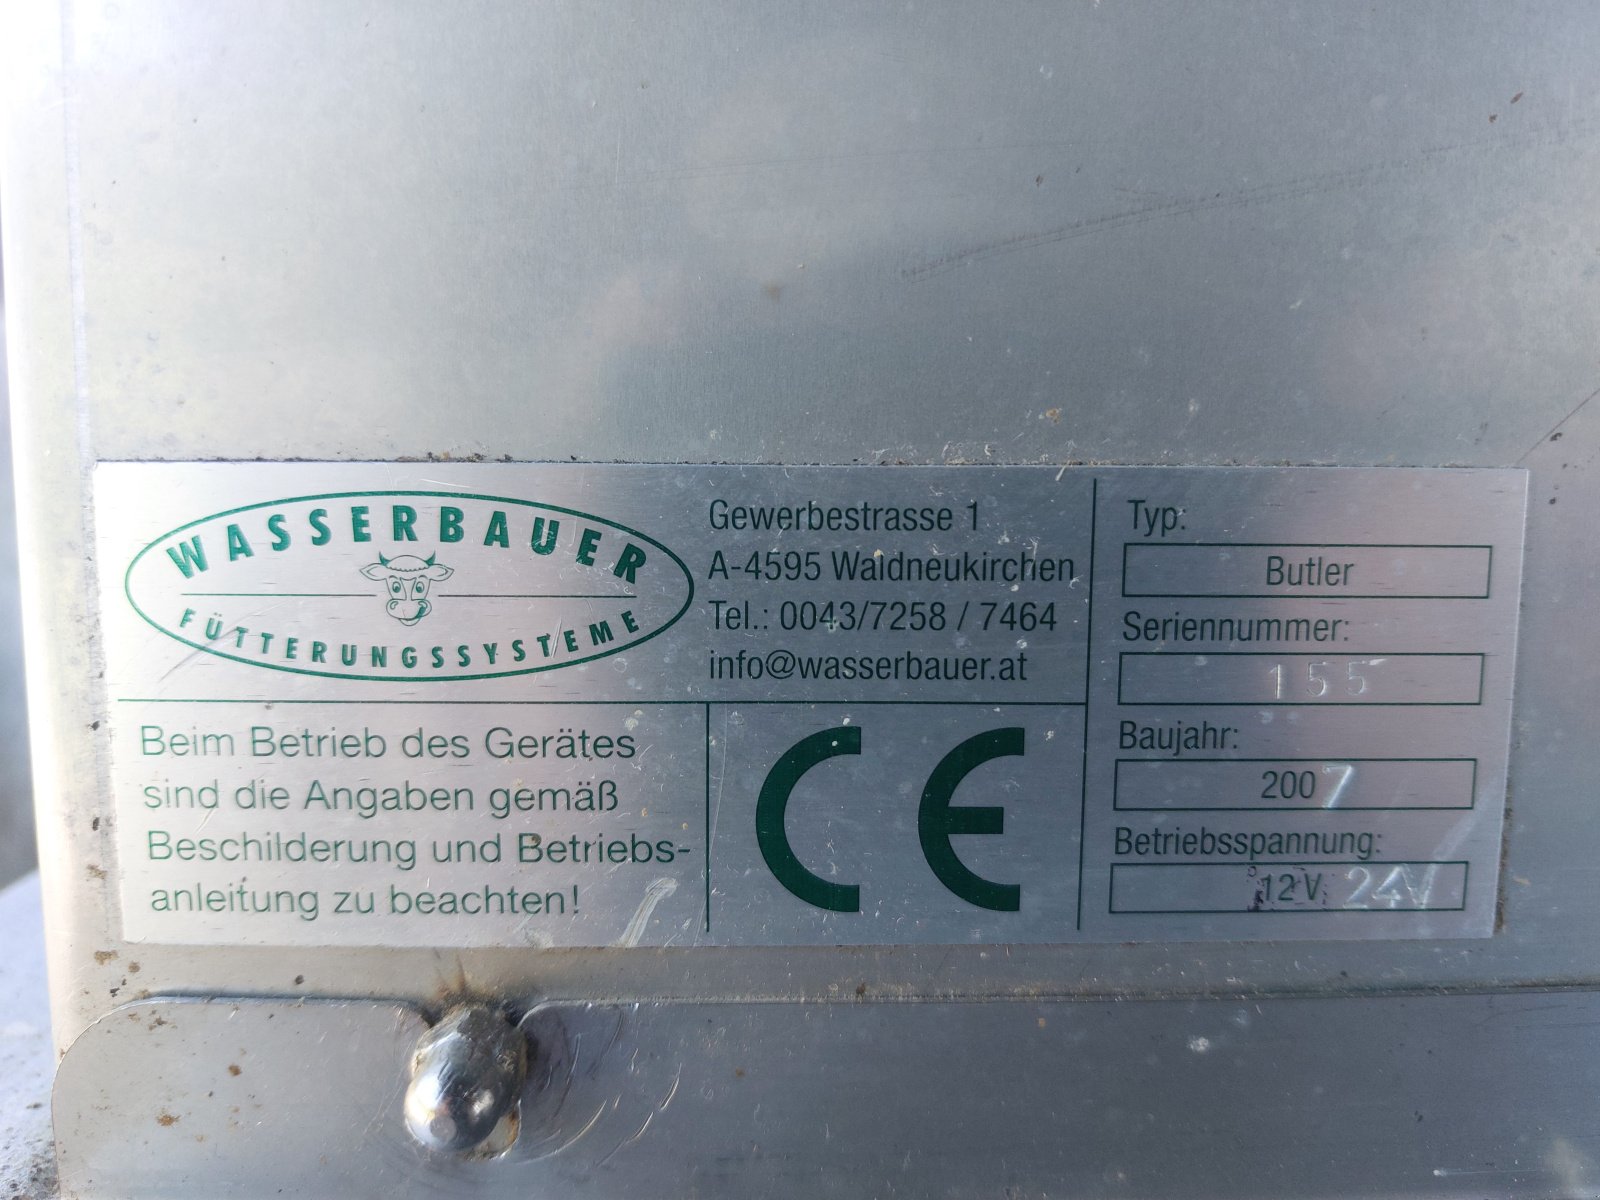 WASSERBAUER
FÜTTERUNGSSYSTEME
Gewerbestrasse 1
A-4595 Waldneukirchen
Tel.: 0043/7258 / 7464
info@wasserbauer.at
Beim Betrieb des Gerätes
sind die Angaben gemäß
Beschilderung und Betriebs-
anleitung zu beachten!
CE
Typ:
Butler
Seriennummer:
155
Baujahr:
2007
Betriebsspannung:
12V 24V